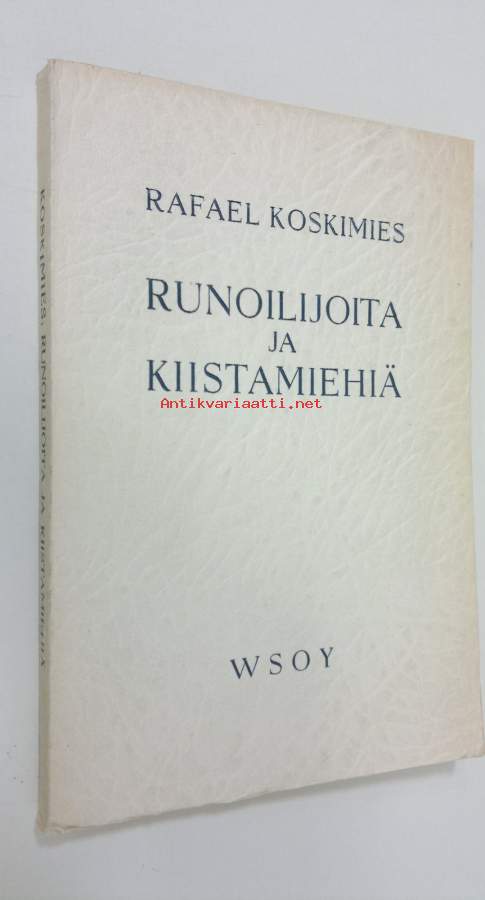 RAFAEL KOSKIMIES
RUNOILIJOITA
JA
KIISTAMIEHIÄ
Antikvariaatti.net
WSOY
KOSKIMIES, RUNOILIJOITA JA KIISTAMIEHIÄ